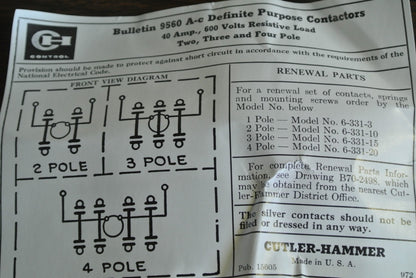 CH
CONTROL
Bulletin 9560 A-c Definite Purpose Contactors
40 Amp., 600 Volts Resistive Load
Two, Three and Four Pole
Provision should be made to protect against short circuit in accordance with the requirements of the
National Electrical Code.
FRONT VIEW DIAGRAM
2 POLE
3 POLE
4 POLE
RENEWAL PARTS
For a renewal set of contacts, springs
and mounting screws order by the
Model No. below
1 Pole — Model No. 6-331-3
2 Pole — Model No. 6-331-10
3 Pole — Model No. 6-331-15
4 Pole — Model No. 6-331-20
For complete Renewal Parts Infor-
mation, see Drawing B70-2498, which
may be obtained from the nearest Cut-
ler-Hammer District Office.
The silver contacts should not be
filed or dressed in any way.
CUTLER-HAMMER
Made in U. S. A.
Pub. 15605
972